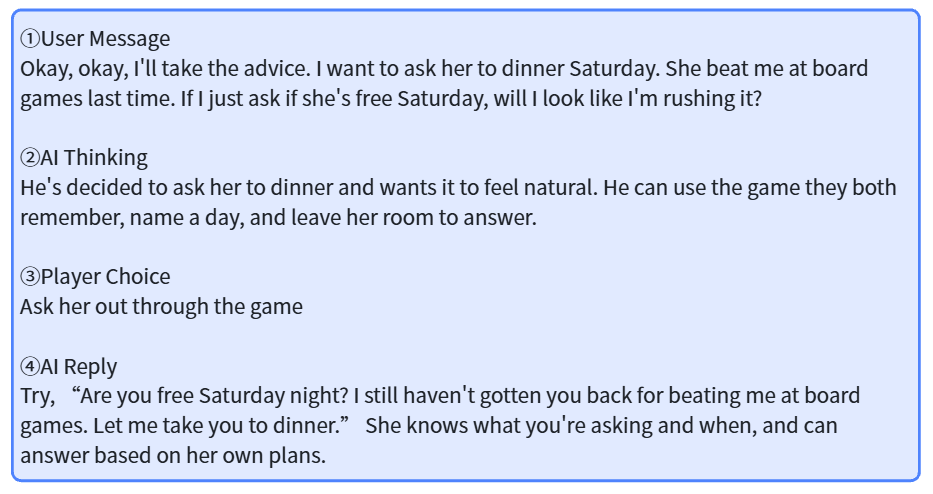 ①User Message
Okay, okay, I'll take the advice. I want to ask her to dinner Saturday. She beat me at board
games last time. If I just ask if she's free Saturday, will I look like I'm rushing it?
②AI Thinking
He's decided to ask her to dinner and wants it to feel natural. He can use the game they both
remember, name a day, and leave her room to answer.
③Player Choice
Ask her out through the game
④AI Reply
Try, “Are you free Saturday night? I still haven't gotten you back for beating me at board
games. Let me take you to dinner.” She knows what you're asking and when, and can
answer based on her own plans.